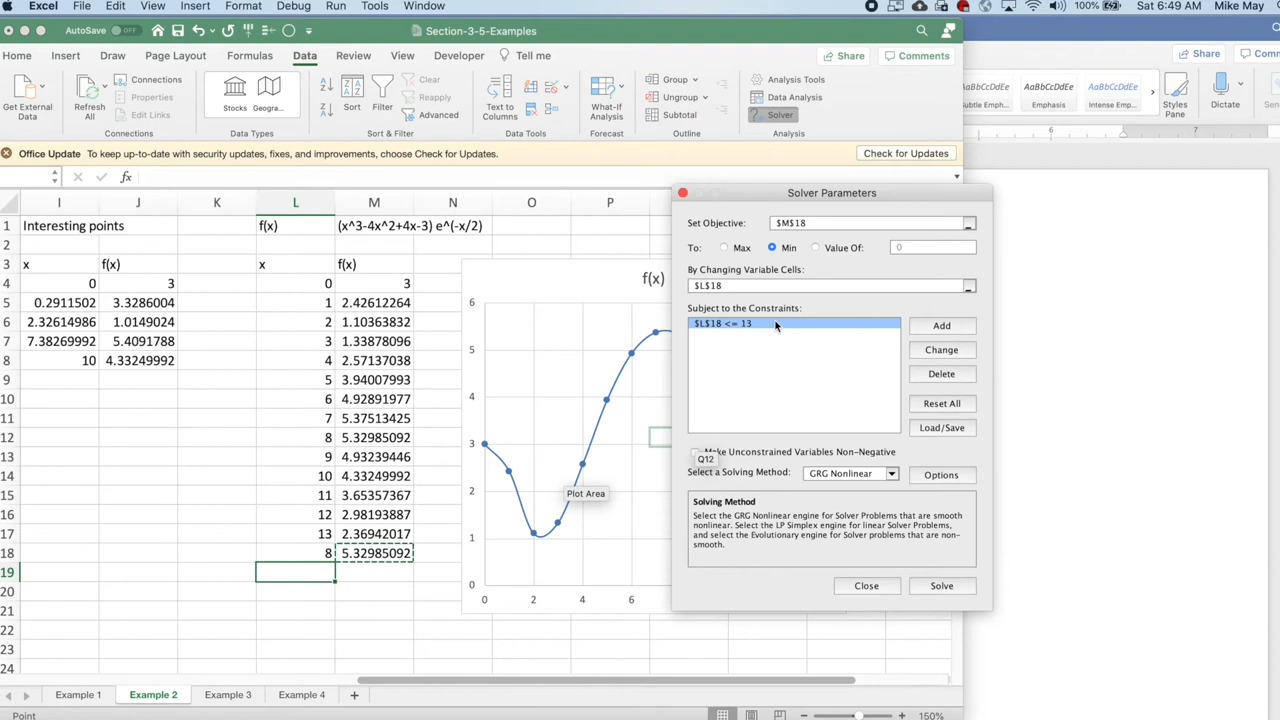 Excel File Edit View Insert Format Debug Run Tools Window 100% Sat 6:49 AM Mike May
AutoSave OFF Section-3-5-Examples
Home Insert Draw Page Layout Formulas Data Review View Developer Tell me Share Comments Share
Get External Data
Refresh All
Connections
Properties
Edit Links
Connections
Stocks Geogra...
Data Types
Sort
Filter
Clear
Reapply
Advanced
Sort & Filter
Text to Columns
Data Tools
What-If Analysis
Forecast
Group
Ungroup
Subtotal
Outline
Analysis Tools
Data Analysis
Solver
Analysis
AaBbCcDdEe AaBbCcDdEe AaBbCcDdEe
Subtle Emph... Emphasis Intense Emp...
Styles Pane
Dictate
6 7
Office Update To keep up-to-date with security updates, fixes, and improvements, choose Check for Updates. Check for Updates
fx
I J K L M N O P
1 Interesting points f(x) (x^3-4x^2+4x-3) e^(-x/2)
2
3 x f(x) x f(x)
4 0 3 0 3
5 0.2911502 3.3286004 1 2.42612264
6 2.32614986 1.0149024 2 1.10363832
7 7.38269992 5.4091788 3 1.33878096
8 10 4.33249992 4 2.57137038
9 5 3.94007993
10 6 4.92891977
11 7 5.37513425
12 8 5.32985092
13 9 4.93239446
14 10 4.33249992
15 11 3.65357367
16 12 2.98193887
17 13 2.36942017
18 8 5.32985092
19
20
21
22
23
24
f(x)
6
5
4
3
2
1
0
0 2 4 6
Plot Area
Solver Parameters
Set Objective: $M$18
To: Max Min Value Of: 0
By Changing Variable Cells:
$L$18
Subject to the Constraints:
$L$18 <= 13
Add
Change
Delete
Reset All
Load/Save
Make Unconstrained Variables Non-Negative
Q12
Select a Solving Method: GRG Nonlinear Options
Solving Method
Select the GRG Nonlinear engine for Solver Problems that are smooth
nonlinear. Select the LP Simplex engine for linear Solver Problems,
and select the Evolutionary engine for Solver problems that are non-
smooth.
Close Solve
Example 1 Example 2 Example 3 Example 4 +
Point 150%